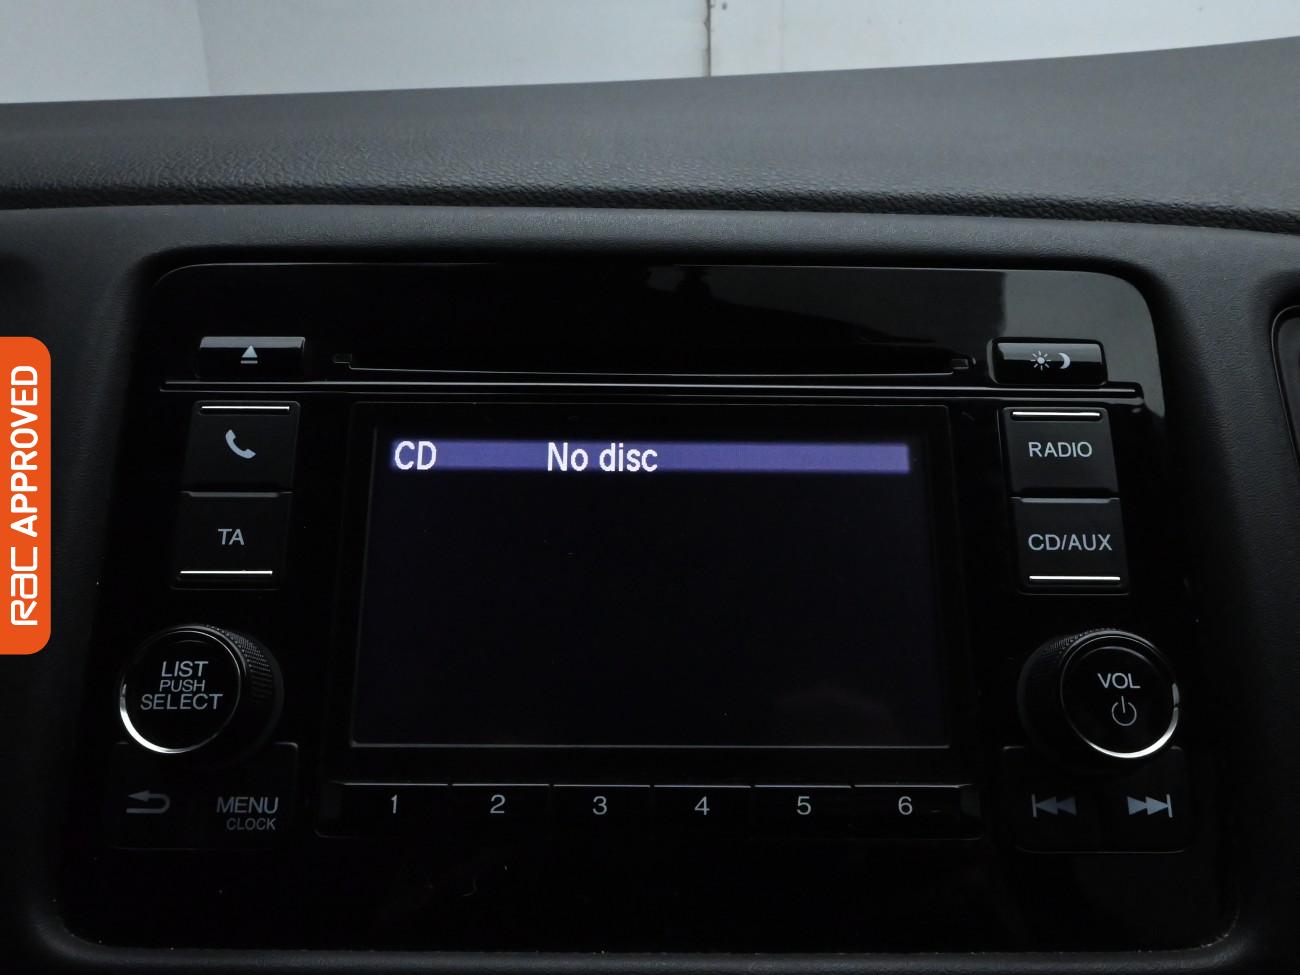 RAC APPROVED
CD No disc
TA
RADIO
CD/AUX
LIST
PUSH
SELECT
VOL
MENU
CLOCK
1 2 3 4 5 6